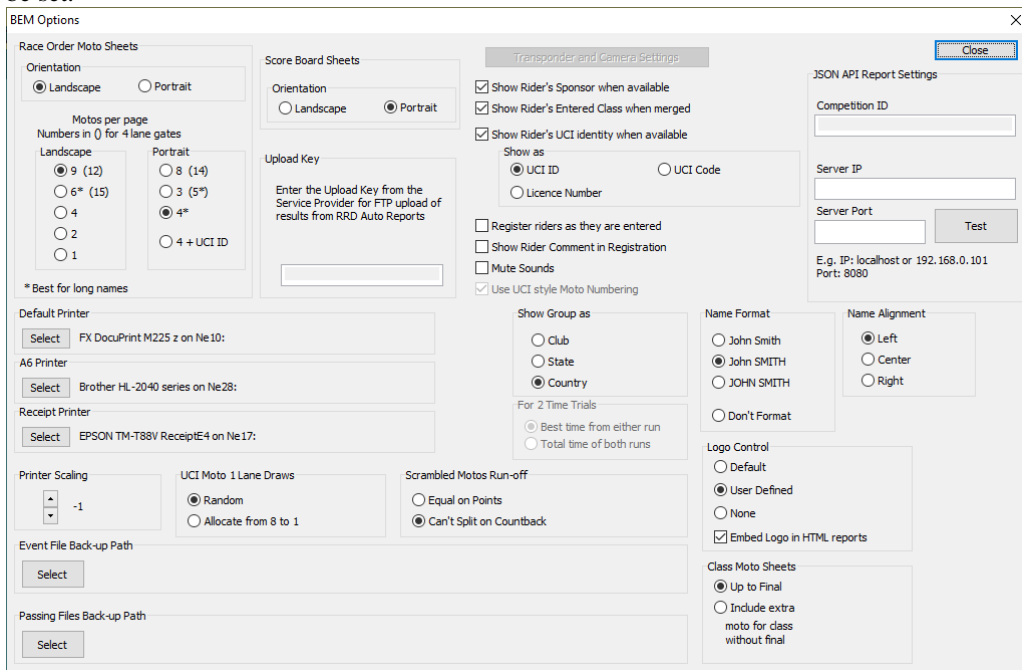 BEM Options
Close
Race Order Moto Sheets
Orientation
Landscape
Portrait
Motos per page
Numbers in () for 4 lane gates
Landscape
9 (12)
6* (15)
4
2
1
Portrait
8 (14)
3 (5*)
4*
4 + UCI ID
* Best for long names
Score Board Sheets
Orientation
Landscape
Portrait
Upload Key
Enter the Upload Key from the
Service Provider for FTP upload of
results from RRD Auto Reports
Transponder and Camera Settings
Show Rider's Sponsor when available
Show Rider's Entered Class when merged
Show Rider's UCI identity when available
Show as
UCI ID
UCI Code
Licence Number
Register riders as they are entered
Show Rider Comment in Registration
Mute Sounds
Use UCI style Moto Numbering
JSON API Report Settings
Competition ID
Server IP
Server Port
Test
E.g. IP: localhost or 192.168.0.101
Port: 8080
Default Printer
Select
FX DocuPrint M225 z on Ne10:
A6 Printer
Select
Brother HL-2040 series on Ne28:
Receipt Printer
Select
EPSON TM-T88V ReceiptE4 on Ne17:
Show Group as
Club
State
Country
For 2 Time Trials
Best time from either run
Total time of both runs
Name Format
John Smith
John SMITH
JOHN SMITH
Don't Format
Name Alignment
Left
Center
Right
Printer Scaling
-1
UCI Moto 1 Lane Draws
Random
Allocate from 8 to 1
Scrambled Motos Run-off
Equal on Points
Can't Split on Countback
Logo Control
Default
User Defined
None
Embed Logo in HTML reports
Event File Back-up Path
Select
Passing Files Back-up Path
Select
Class Moto Sheets
Up to Final
Include extra
moto for class
without final